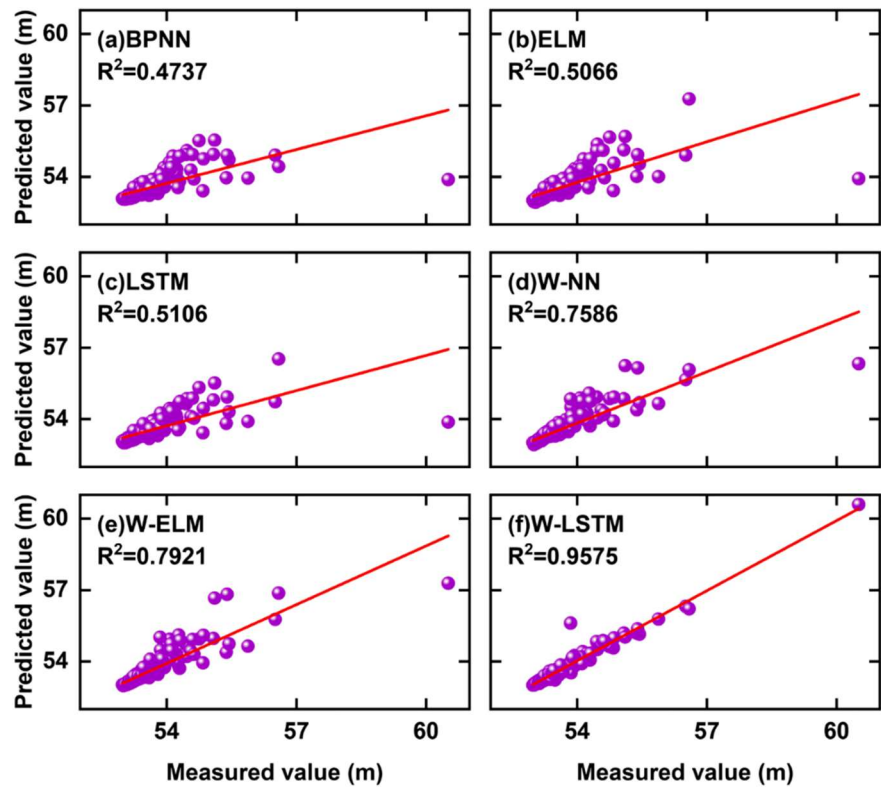 60
57
54
Predicted value (m)
(a)BPNN
R²=0.4737
(b)ELM
R²=0.5066
60
57
54
Predicted value (m)
(c)LSTM
R²=0.5106
(d)W-NN
R²=0.7586
60
57
54
Predicted value (m)
(e)W-ELM
R²=0.7921
(f)W-LSTM
R²=0.9575
54 57 60 54 57 60
Measured value (m) Measured value (m)